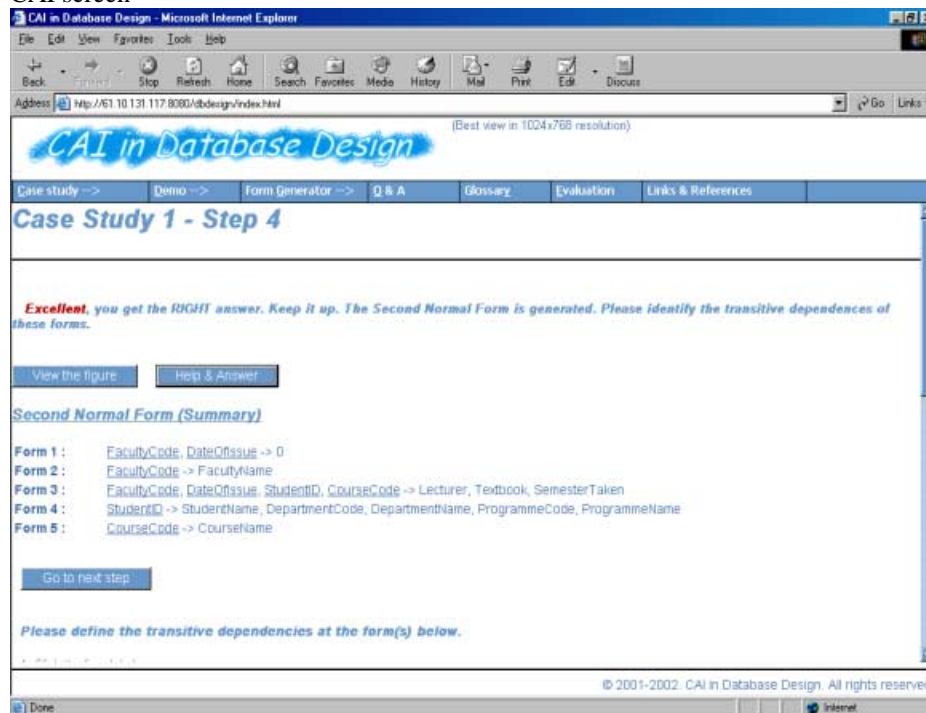 CAI screen
CAI in Database Design - Microsoft Internet Explorer
File Edit View Favorites Tools Help
Back Forward Stop Refresh Home Search Favorites Media History Mail Print Edit Discuss
Address http://61.10.131.117:8080/dbdesign/index.html Go Links
(Best view in 1024x768 resolution)
CAI in Database Design
Case study --> Demo --> Form Generator --> Q & A Glossary Evaluation Links & References
Case Study 1 - Step 4
Excellent, you get the RIGHT answer. Keep it up. The Second Normal Form is generated. Please identify the transitive dependences of
these forms.
View the figure Help & Answer
Second Normal Form (Summary)
Form 1 : FacultyCode, DateOfIssue -> 0
Form 2 : FacultyCode -> FacultyName
Form 3 : FacultyCode, DateOfIssue, StudentID, CourseCode -> Lecturer, Textbook, SemesterTaken
Form 4 : StudentID -> StudentName, DepartmentCode, DepartmentName, ProgrammeCode, ProgrammeName
Form 5 : CourseCode -> CourseName
Go to next step
Please define the transitive dependencies at the form(s) below.
© 2001-2002. CAI in Database Design. All rights reserve
Done Internet